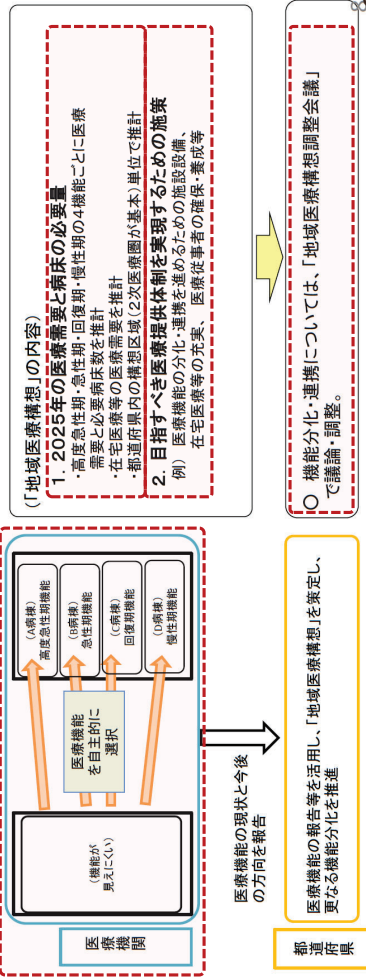 医療機関
(機能が
見えにくい)
医療機能
を自主的に
選択
(A病棟)
高度急性期機能
(B病棟)
急性期機能
(C病棟)
回復期機能
(D病棟)
慢性期機能
医療機能の現状と今後
の方向を報告
都道府県
医療機能の報告等を活用し、「地域医療構想」を策定し、
更なる機能分化を推進
(「地域医療構想」の内容)
1. 2025年の医療需要と病床の必要量
・高度急性期・急性期・回復期・慢性期の4機能ごとに医療
需要と必要病床数を推計
・在宅医療等の医療需要を推計
・都道府県内の構想区域(2次医療圏が基本)単位で推計
2. 目指すべき医療提供体制を実現するための施策
例) 医療機能の分化・連携を進めるための施設設備、
在宅医療等の充実、医療従事者の確保・養成等
○ 機能分化・連携については、「地域医療構想調整会議」
で議論・調整。